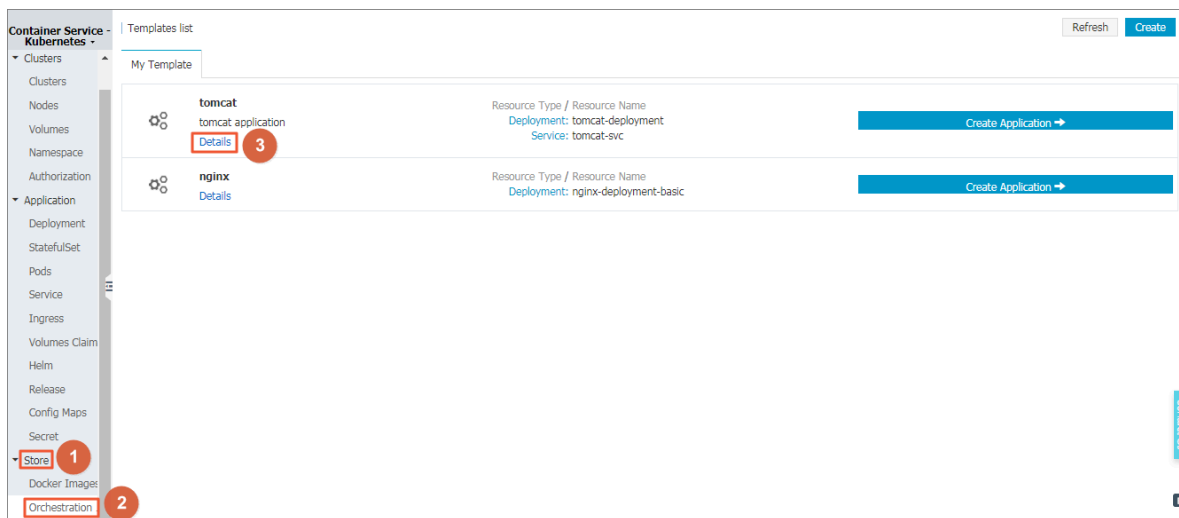 Container Service -
Kubernetes
Templates list
Refresh
Create
Clusters
Clusters
Nodes
Volumes
Namespace
Authorization
Application
Deployment
StatefulSet
Pods
Service
Ingress
Volumes Claim
Helm
Release
Config Maps
Secret
Store
1
Docker Images
Orchestration
2
My Template
tomcat
tomcat application
Details
3
Resource Type / Resource Name
Deployment: tomcat-deployment
Service: tomcat-svc
Create Application ➔
nginx
Details
Resource Type / Resource Name
Deployment: nginx-deployment-basic
Create Application ➔